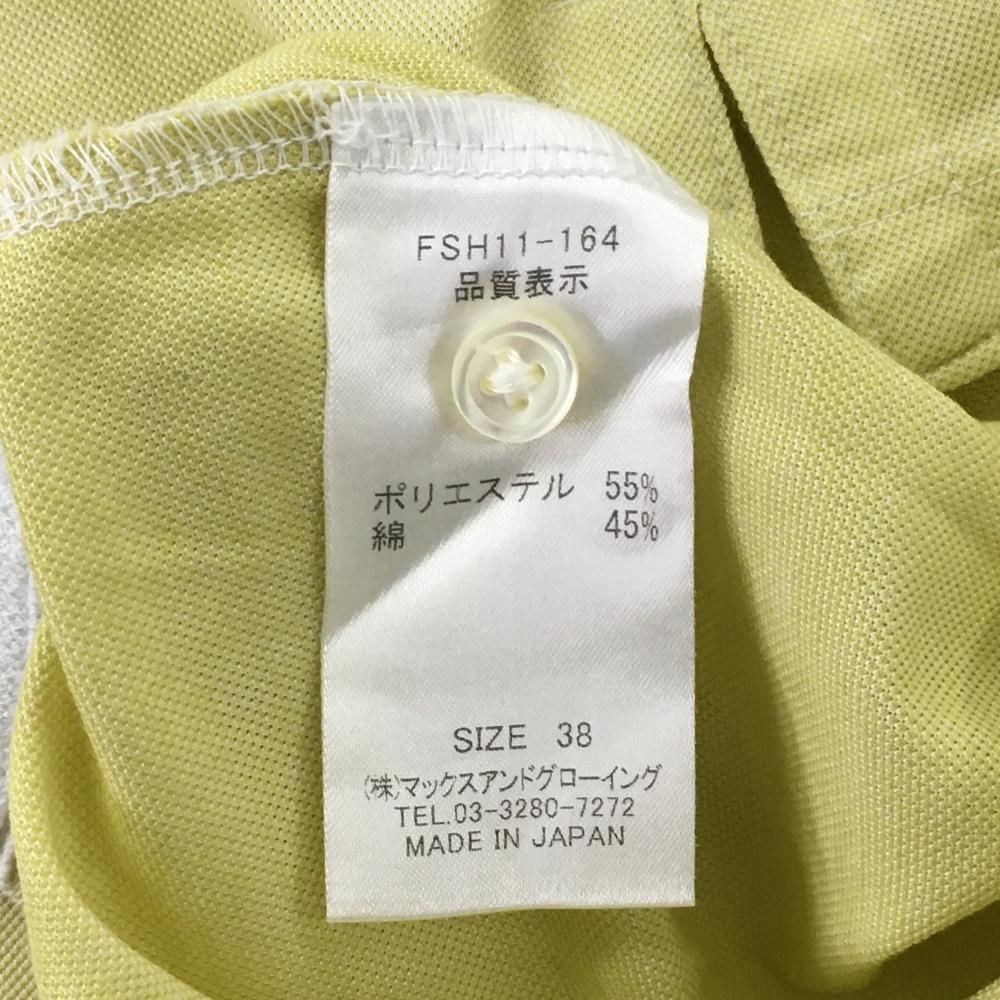 FSH11-164
品質表示
ポリエステル 55%
綿 45%
SIZE 38
(株)マックスアンドグローイング
TEL.03-3280-7272
MADE IN JAPAN